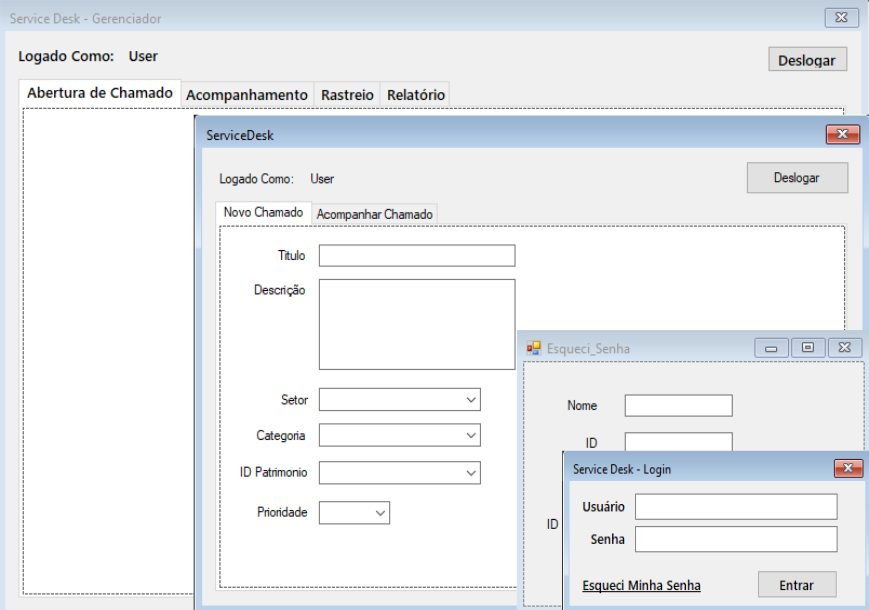 Service Desk - Gerenciador
Logado Como: User
Deslogar
Abertura de Chamado Acompanhamento Rastreio Relatório
ServiceDesk
Logado Como: User
Deslogar
Novo Chamado Acompanhar Chamado
Titulo
Descrição
Setor
Categoria
ID Patrimonio
Prioridade
Esqueci_Senha
Nome
ID
ID
Service Desk - Login
Usuário
Senha
Esqueci Minha Senha
Entrar